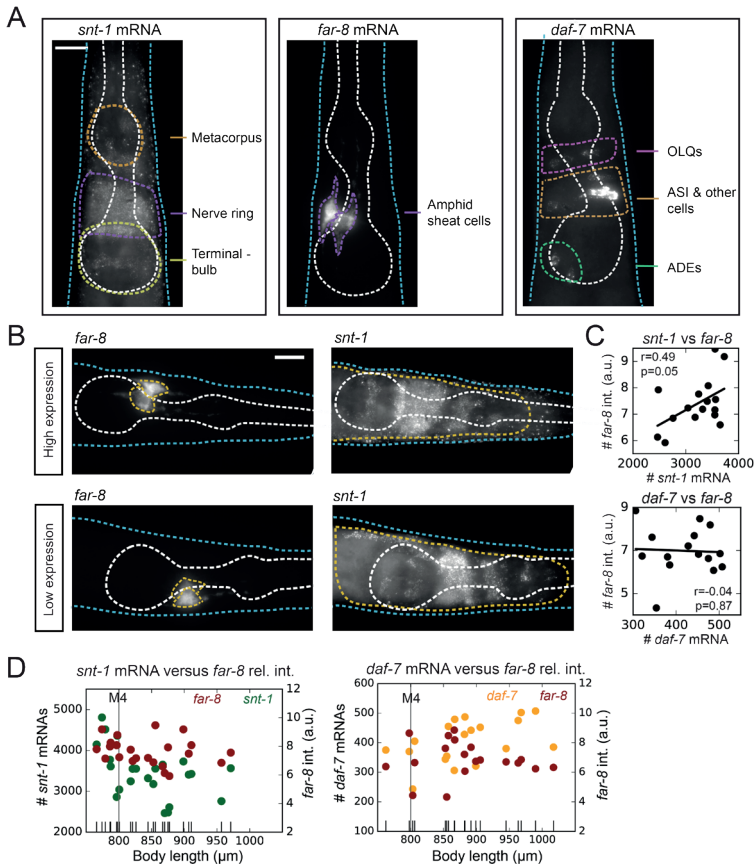 A
snt-1 mRNA
far-8 mRNA
daf-7 mRNA
Metacorpus
Nerve ring
Terminal -
bulb
Amphid
sheat cells
OLQs
ASI & other
cells
ADEs
B
far-8
snt-1
High expression
far-8
snt-1
Low expression
C
snt-1 vs far-8
r=0.49
p=0.05
9
8
7
6
# far-8 int. (a.u.)
2000 3000 4000
# snt-1 mRNA
daf-7 vs far-8
9
7
5
# far-8 int. (a.u.)
r=-0.04
p=0.87
300 400 500
# daf-7 mRNA
D
snt-1 mRNA versus far-8 rel. int.
M4
far-8 snt-1
5000
4000
3000
2000
# snt-1 mRNAs
12
10
8
6
4
2
far-8 int. (a.u.)
800 850 900 950 1000
Body length (μm)
daf-7 mRNA versus far-8 rel. int.
M4
daf-7 far-8
600
500
400
300
200
100
# daf-7 mRNAs
12
10
8
6
4
2
far-8 int. (a.u.)
800 850 900 950 1000
Body length (μm)